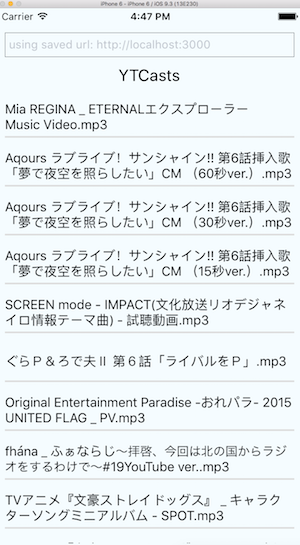 iPhone 6 - iPhone 6 / iOS 9.3 (13E230)
Carrier
4:47 PM
using saved url: http://localhost:3000
YTCasts
Mia REGINA _ ETERNALエクスプローラー
Music Video.mp3
Aqours ラブライブ！サンシャイン!! 第6話挿入歌
「夢で夜空を照らしたい」CM （60秒ver.）.mp3
Aqours ラブライブ！サンシャイン!! 第6話挿入歌
「夢で夜空を照らしたい」CM （30秒ver.）.mp3
Aqours ラブライブ！サンシャイン!! 第6話挿入歌
「夢で夜空を照らしたい」CM （15秒ver.）.mp3
SCREEN mode - IMPACT(文化放送リオデジャネ
イロ情報テーマ曲) - 試聴動画.mp3
ぐらＰ＆ろで夫Ⅱ 第６話「ライバルをＰ」.mp3
Original Entertainment Paradise -おれパラ- 2015
UNITED FLAG _ PV.mp3
fhána _ ふぁならじ〜拝啓、今回は北の国からラジ
オをするわけで〜#19YouTube ver..mp3
TVアニメ『文豪ストレイドッグス』 _ キャラク
ターソングミニアルバム - SPOT.mp3